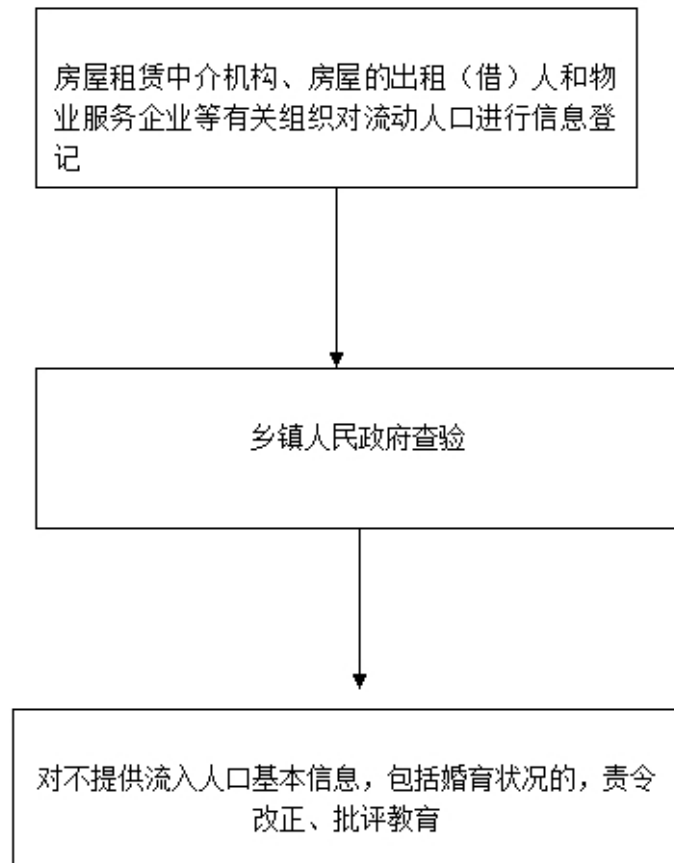 房屋租赁中介机构、房屋的出租（借）人和物
业服务企业等有关组织对流动人口进行信息登
记
乡镇人民政府查验
对不提供流入人口基本信息，包括婚育状况的，责令
改正、批评教育